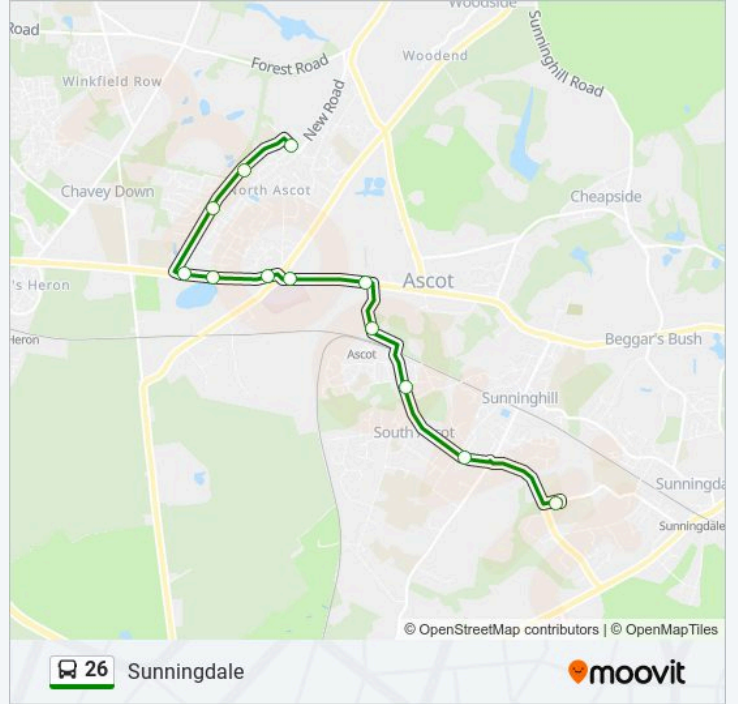 Woodside
Road
Sunninghill Road
Forest Road
Woodend
Winkfield Row
New Road
Chavey Down
North Ascot
Cheapside
's Heron
Ascot
Heron
Beggar's Bush
Ascot
Sunninghill
South Ascot
Sunningda
Sunningdale
© OpenStreetMap contributors | © OpenMapTiles
26 Sunningdale
moovit